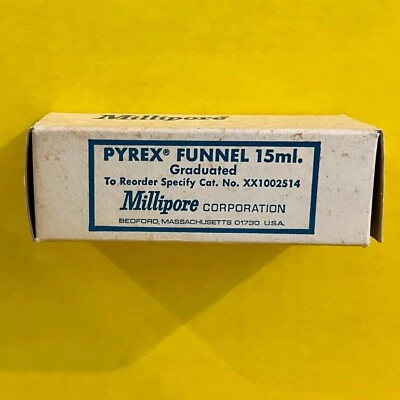 Millipore
PYREX® FUNNEL 15ml.
Graduated
To Reorder Specify Cat. No. XX1002514
Millipore CORPORATION
BEDFORD, MASSACHUSETTS 01730 U.S.A.